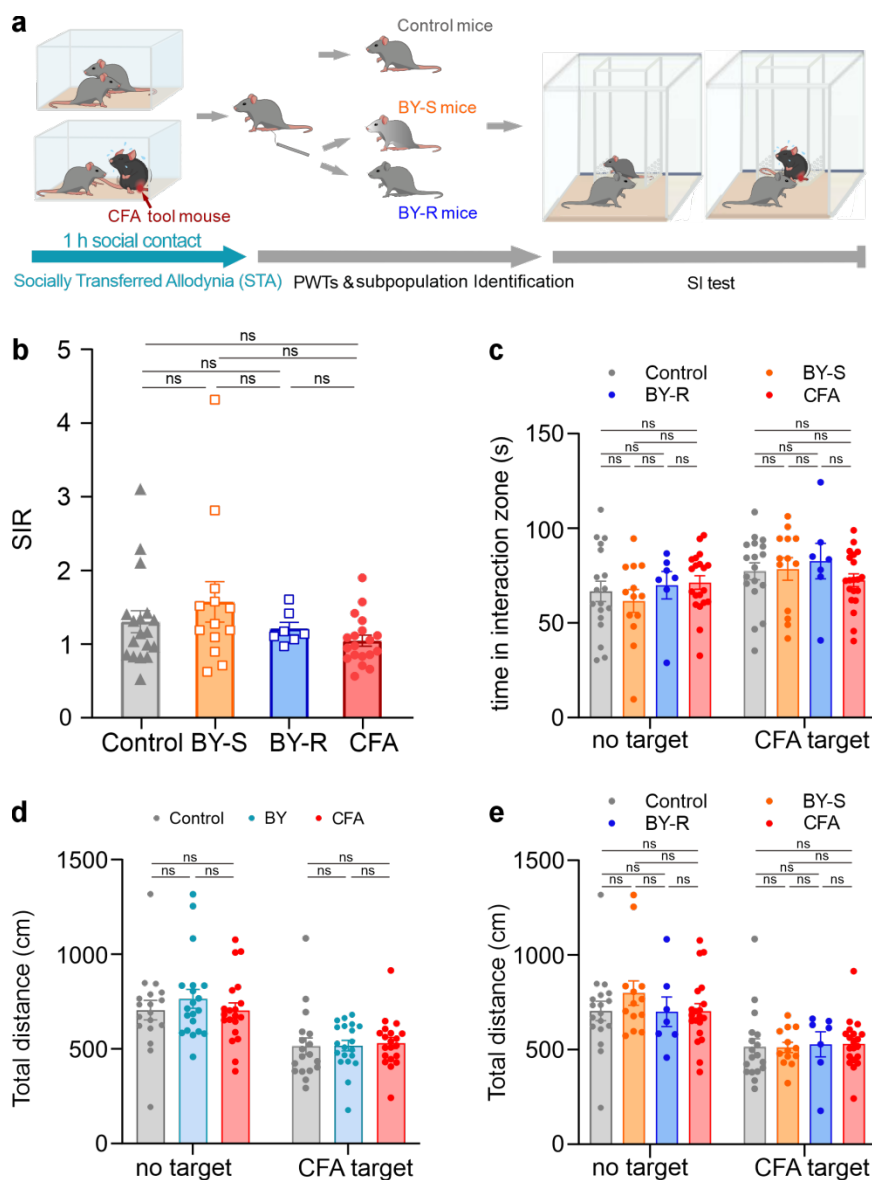 a
Control mice
BY-S mice
BY-R mice
CFA tool mouse
1 h social contact
Socially Transferred Allodynia (STA)
PWTs & subpopulation Identification
SI test
b
ns
ns ns
ns ns ns
SIR
5
4
3
2
1
0
Control BY-S BY-R CFA
c
Control BY-S
BY-R CFA
ns ns
ns ns
ns ns
ns ns ns ns ns ns
time in interaction zone (s)
150
100
50
0
no target CFA target
d
Control BY CFA
ns ns
ns ns ns ns
Total distance (cm)
1500
1000
500
0
no target CFA target
e
Control BY-S
BY-R CFA
ns ns
ns ns
ns ns
ns ns ns ns ns ns
Total distance (cm)
1500
1000
500
0
no target CFA target